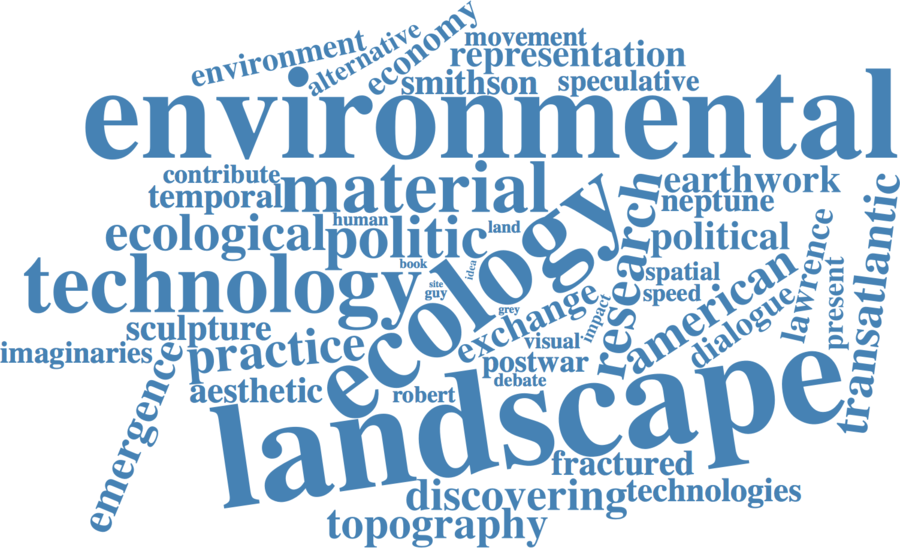 movement
environment
alternative
economy
representation
smithson
speculative
environmental
contribute
temporal
material
earthwork
neptune
human
land
ecological
politic
ecology
research
political
lawrence
transatlantic
technology
book
idea
site
guy
spatial
speed
american
present
grey
exchange
impact
dialogue
sculpture
imaginaries
practice
visual
postwar
debate
aesthetic
robert
emergence
landscape
fractured
discovering
technologies
topography